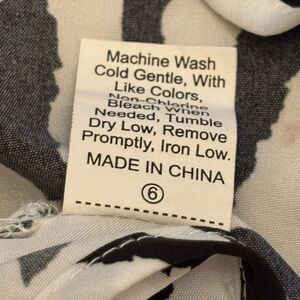 Machine Wash
Cold Gentle, With
Like Colors,
Non-Chlorine
Bleach When
Needed, Tumble
Dry Low, Remove
Promptly, Iron Low.
MADE IN CHINA
6